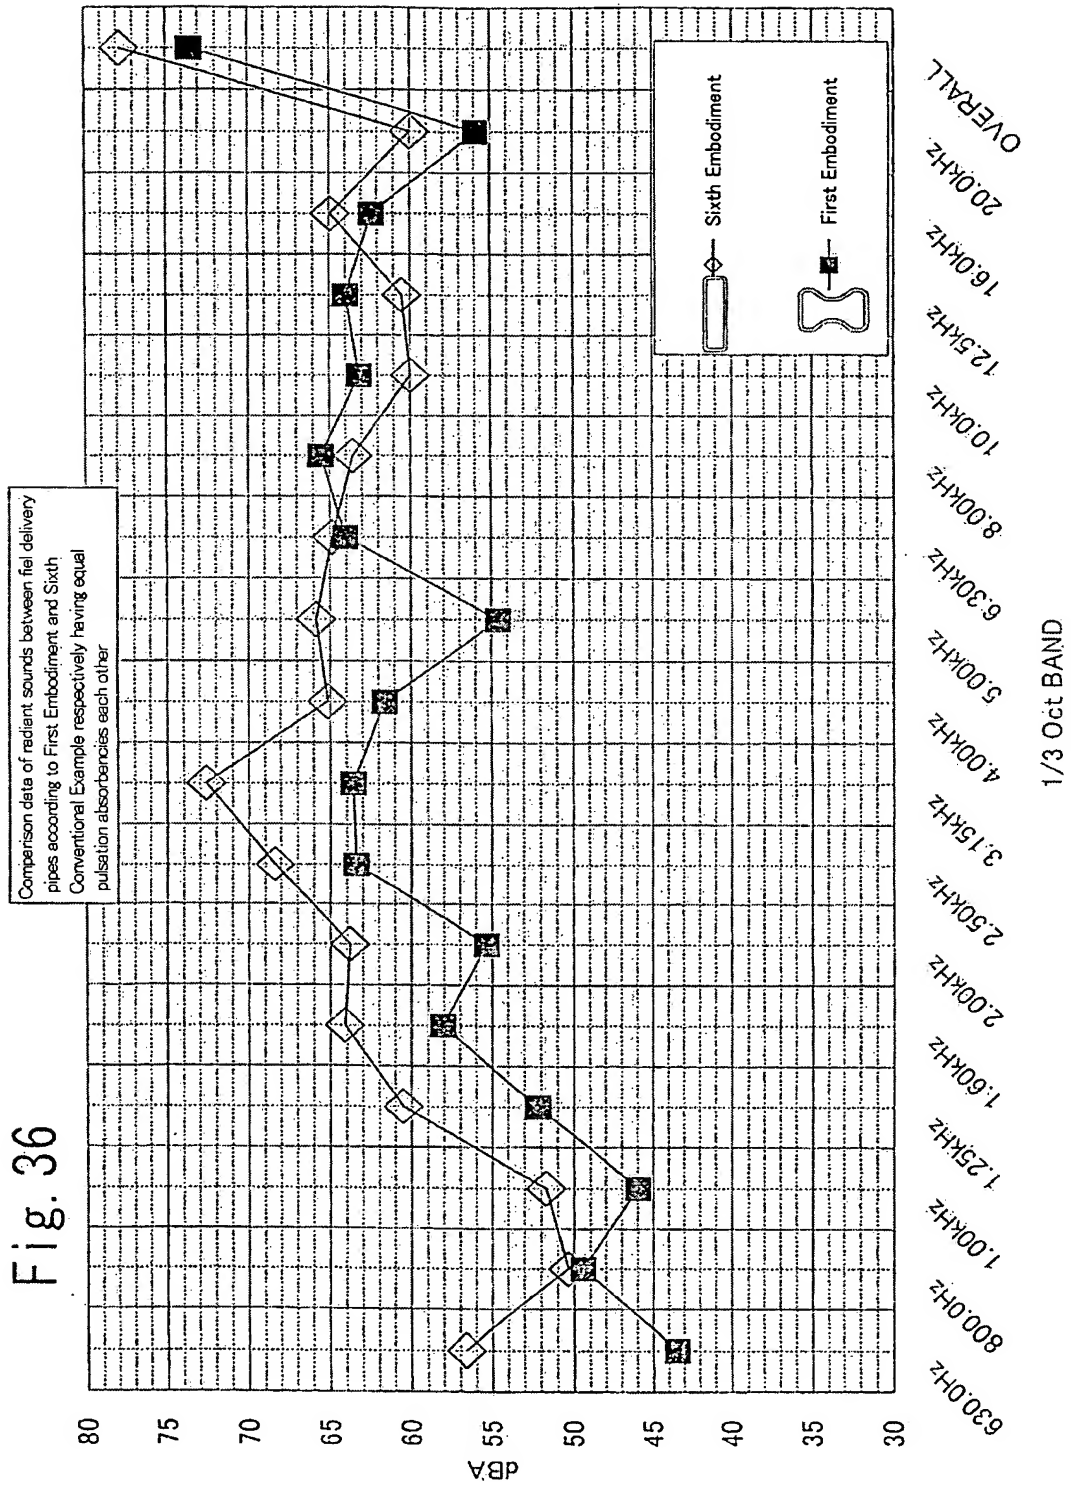 Fig. 36
Comparison data of radiant sounds between fiel delivery
pipes according to First Embodiment and Sixth
Conventional Example respectively having equal
pulsation absorbencies each other
80
75
70
65
60
55
50
45
40
35
30
dBA
Sixth Embodiment
First Embodiment
630.0Hz
800.0Hz
1.00kHz
1.25kHz
1.60kHz
2.00kHz
2.50kHz
3.15kHz
4.00kHz
5.00kHz
6.30kHz
8.00kHz
10.0kHz
12.5kHz
16.0kHz
20.0kHz
OVERALL
1/3 Oct BAND